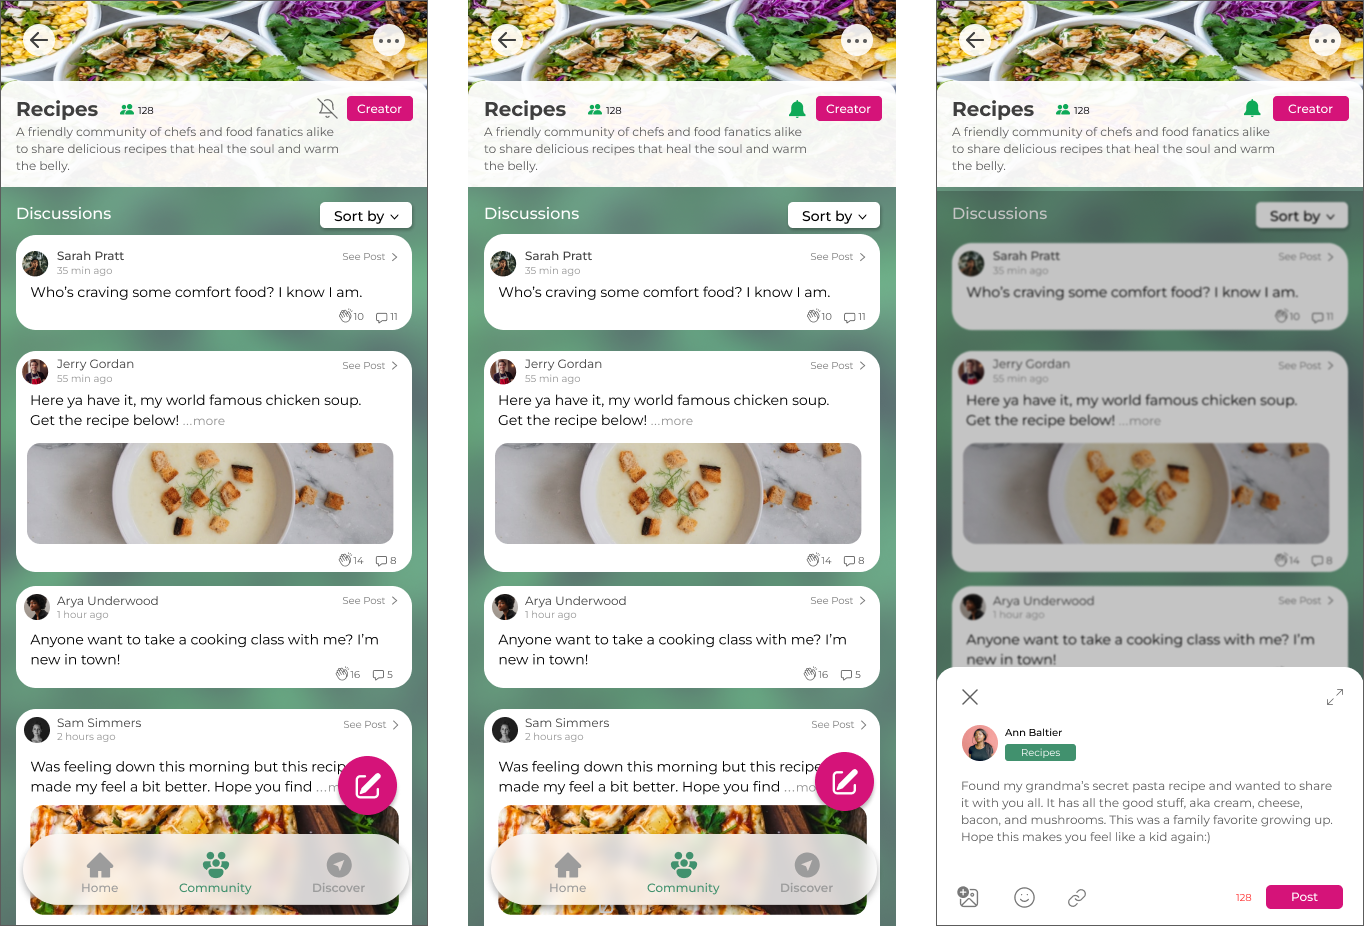 Recipes
128
Creator
A friendly community of chefs and food fanatics alike
to share delicious recipes that heal the soul and warm
the belly.
Discussions
Sort by
Sarah Pratt
See Post
35 min ago
Who's craving some comfort food? I know I am.
10
11
Jerry Gordan
See Post
55 min ago
Here ya have it, my world famous chicken soup.
Get the recipe below! ...more
14
8
Arya Underwood
See Post
1 hour ago
Anyone want to take a cooking class with me? I'm
new in town!
16
5
Sam Simmers
See Post
2 hours ago
Was feeling down this morning but this recip
made my feel a bit better. Hope you find ...m
Home
Community
Discover
Recipes
128
Creator
A friendly community of chefs and food fanatics alike
to share delicious recipes that heal the soul and warm
the belly.
Discussions
Sort by
Sarah Pratt
See Post
35 min ago
Who's craving some comfort food? I know I am.
10
11
Jerry Gordan
See Post
55 min ago
Here ya have it, my world famous chicken soup.
Get the recipe below! ...more
14
8
Arya Underwood
See Post
1 hour ago
Anyone want to take a cooking class with me? I'm
new in town!
16
5
Sam Simmers
See Post
2 hours ago
Was feeling down this morning but this recipe
made my feel a bit better. Hope you find ...mo
Home
Community
Discover
Recipes
128
Creator
A friendly community of chefs and food fanatics alike
to share delicious recipes that heal the soul and warm
the belly.
Discussions
Sort by
Sarah Pratt
See Post
35 min ago
Who's craving some comfort food? I know I am.
10
11
Jerry Gordan
See Post
55 min ago
Here ya have it, my world famous chicken soup.
Get the recipe below! ...more
14
8
Arya Underwood
See Post
1 hour ago
Anyone want to take a cooking class with me? I'm
new in town!
Ann Baltier
Recipes
Found my grandma's secret pasta recipe and wanted to share
it with you all. It has all the good stuff, aka cream, cheese,
bacon, and mushrooms. This was a family favorite growing up.
Hope this makes you feel like a kid again:)
128
Post